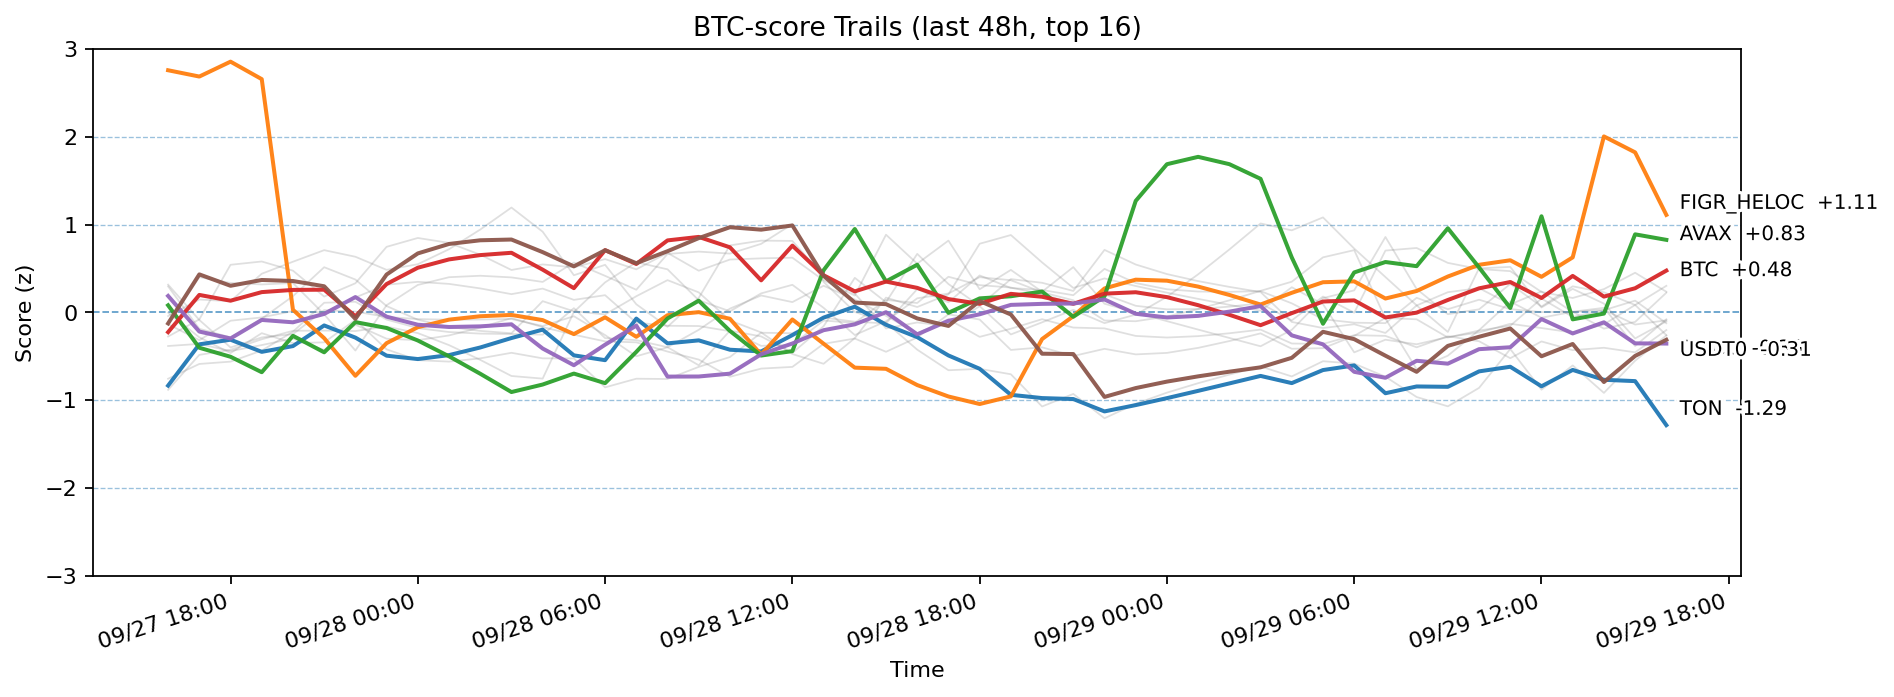 BTC-score Trails (last 48h, top 16)
3
2
1
0
−1
−2
−3
Score (z)
FIGR_HELOC +1.11
AVAX +0.83
BTC +0.48
USDT0 -0.31
TON -1.29
09/27 18:00
09/28 00:00
09/28 06:00
09/28 12:00
09/28 18:00
09/29 00:00
09/29 06:00
09/29 12:00
09/29 18:00
Time